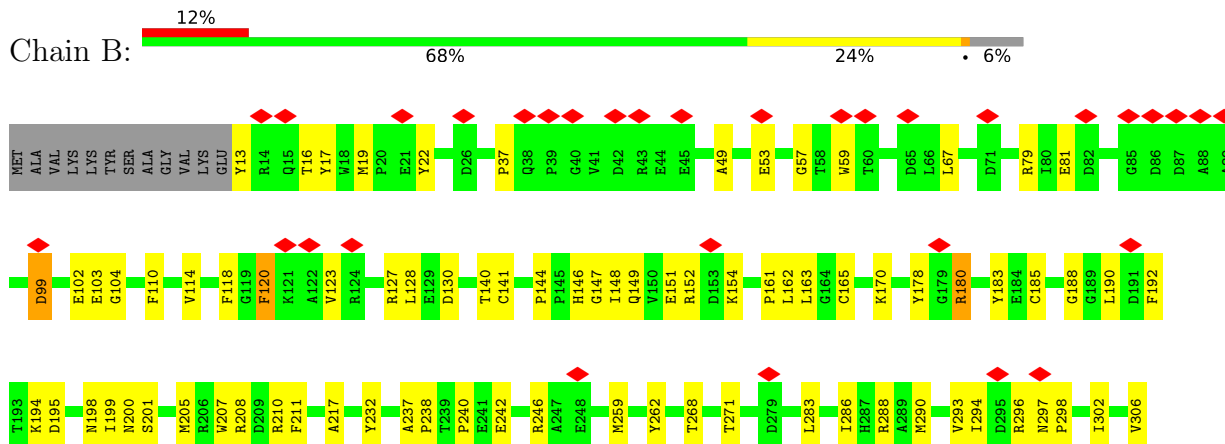 12%
Chain B:
68% 24% • 6%
MET ALA VAL LYS LYS TYR SER ALA GLY VAL LYS GLU Y13 R14 Q15 T16 Y17 W18 M19 P20 E21 Y22 D26 P37 Q38 P39 G40 V41 D42 R43 E44 E45 A49 E53 G57 T58 W59 T60 D65 L66 L67 D71 R79 I80 E81 D82 G85 D86 D87 A88
D99 E102 E103 G104 F110 V114 F118 G119 F120 K121 A122 V123 R124 R127 L128 E129 D130 T140 C141 P144 P145 H146 G147 I148 Q149 V150 E151 R152 D153 K154 P161 L162 L163 G164 C165 K170 Y178 G179 R180 Y183 E184 C185 G188 G189 L190 D191 F192
T193 K194 D195 N198 I199 N200 S201 M205 R206 W207 R208 D209 R210 F211 A217 Y232 A237 P238 T239 P240 E241 E242 R246 A247 E248 M259 Y262 T268 T271 D279 L283 I286 H287 R288 A289 M290 V293 I294 D295 R296 N297 P298 I302 V306